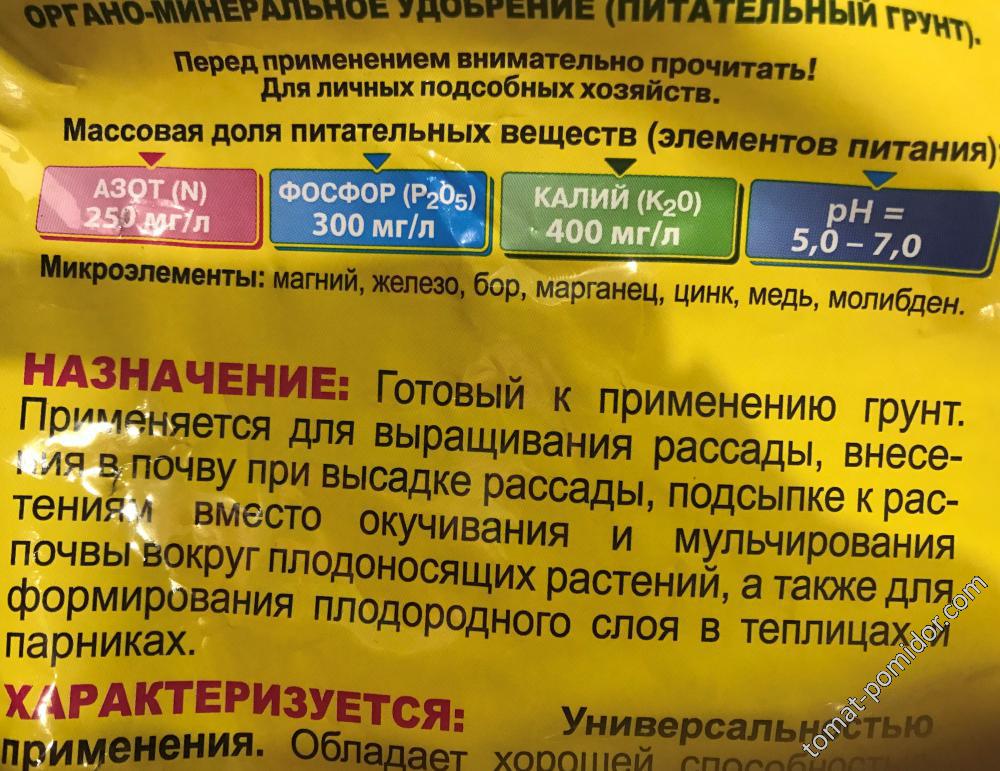 ОРГАНО-МИНЕРАЛЬНОЕ УДОБРЕНИЕ (ПИТАТЕЛЬНЫЙ ГРУНТ).
Перед применением внимательно прочитать!
Для личных подсобных хозяйств.
Массовая доля питательных веществ (элементов питания):
АЗОТ (N)
250 мг/л
ФОСФОР (P₂O₅)
300 мг/л
КАЛИЙ (K₂O)
400 мг/л
pH =
5,0 – 7,0
Микроэлементы: магний, железо, бор, марганец, цинк, медь, молибден.
НАЗНАЧЕНИЕ: Готовый к применению грунт.
Применяется для выращивания рассады, внесе-
ния в почву при высадке рассады, подсыпке к рас-
тениям вместо окучивания и мульчирования
почвы вокруг плодоносящих растений, а также для
формирования плодородного слоя в теплицах и
парниках.
ХАРАКТЕРИЗУЕТСЯ: Универсальностью
применения. Обладает хорошей способностью
tomat-pomidor.com